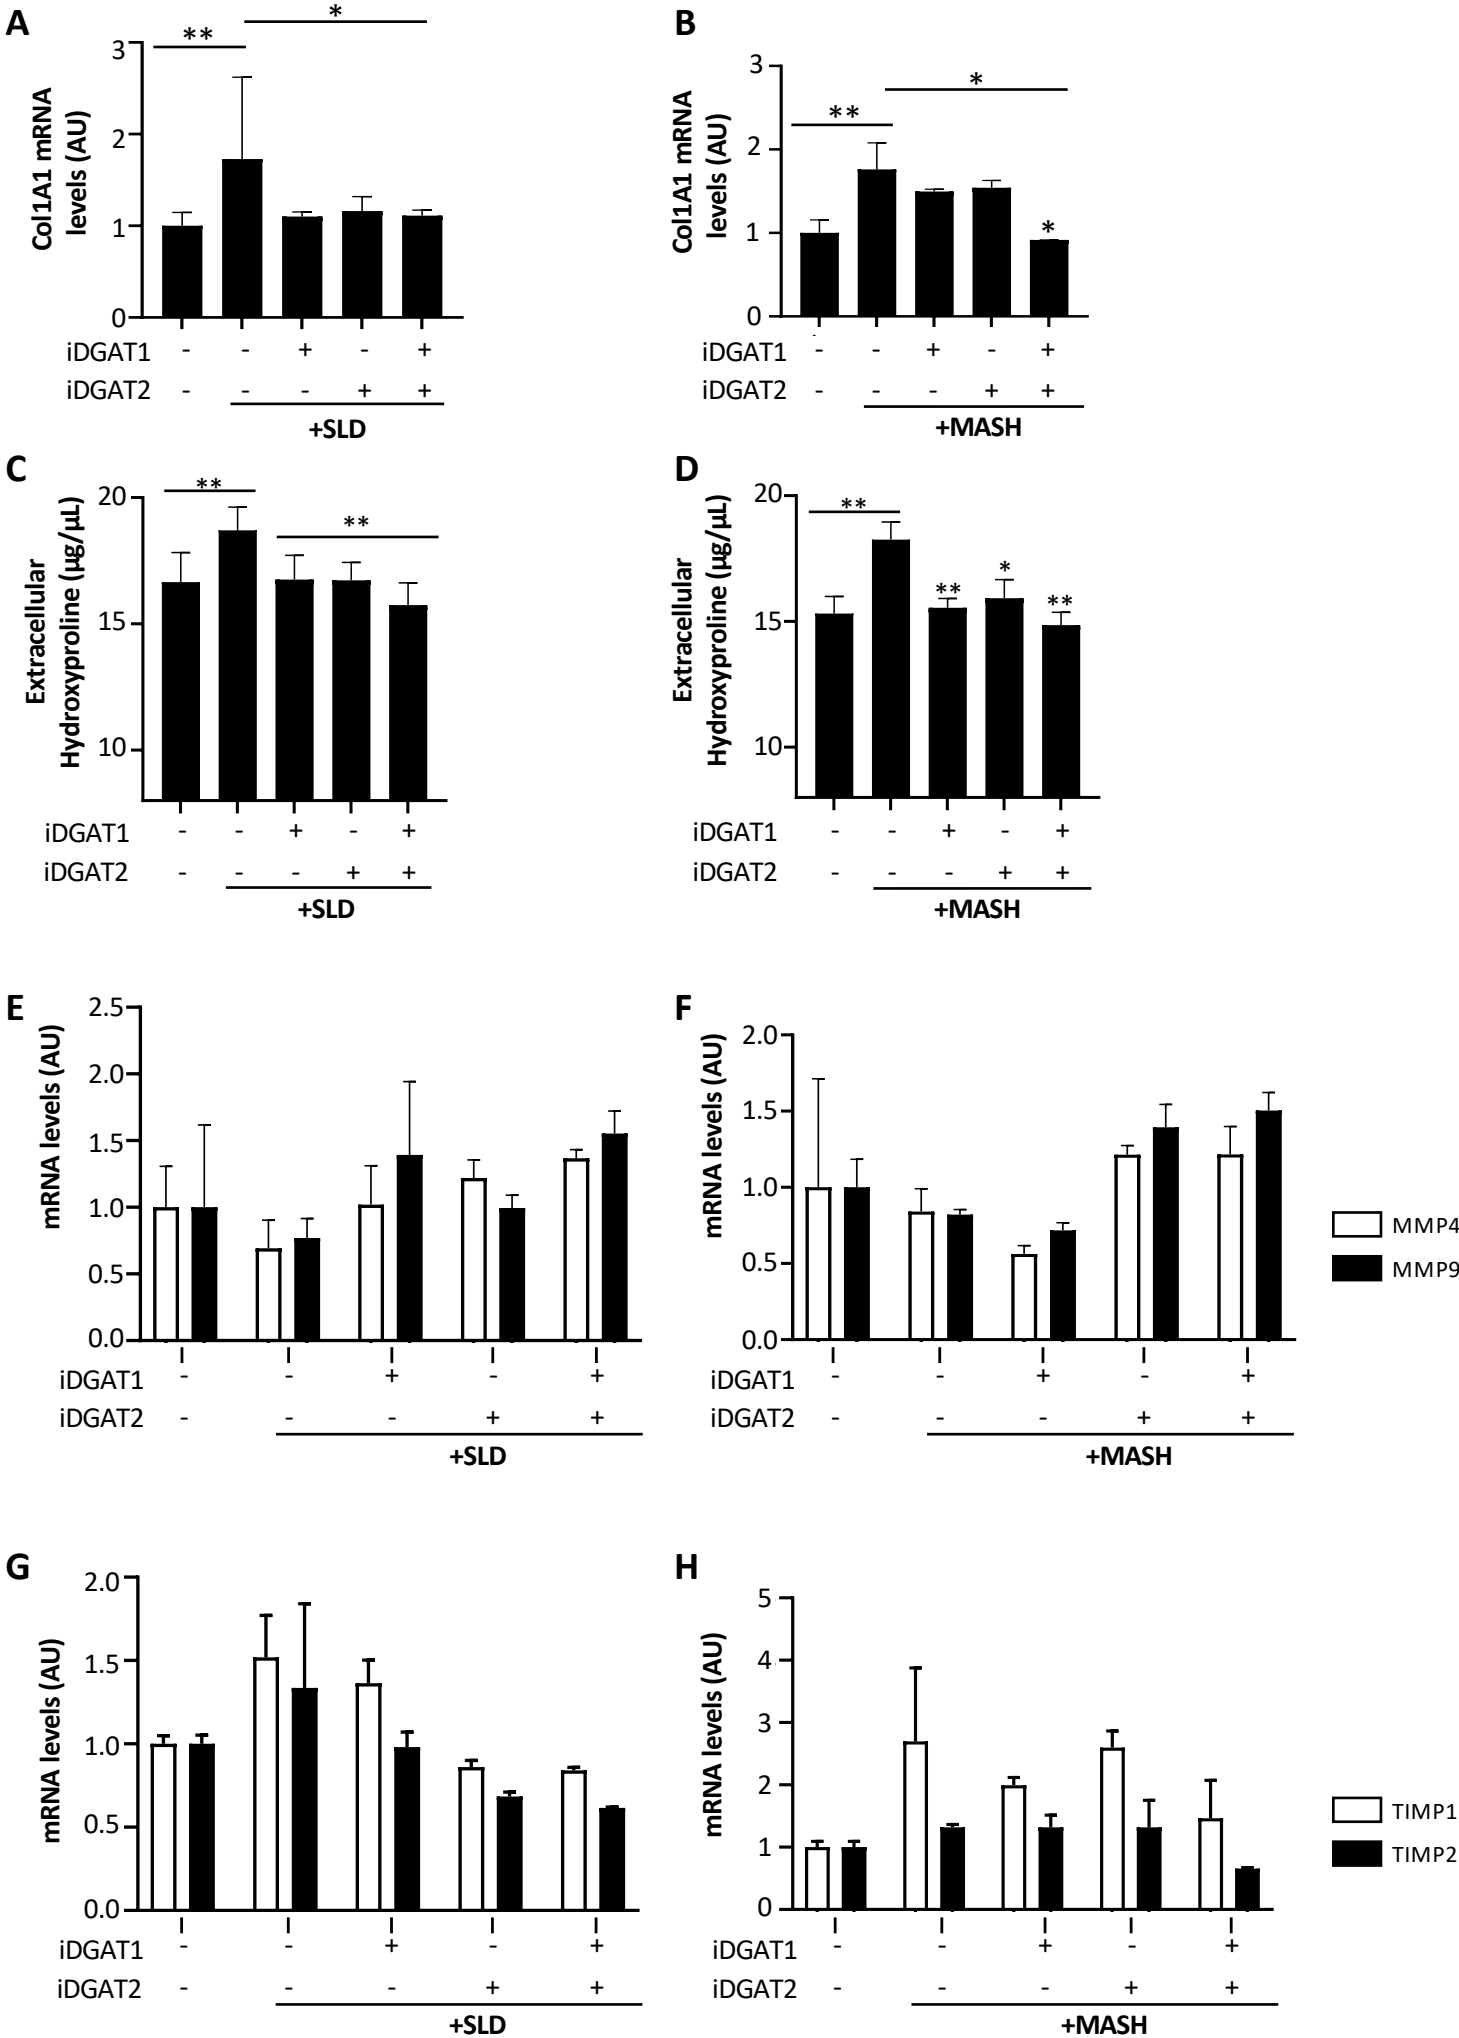 A
*
**
3
2
1
0
Col1A1 mRNA
levels (AU)
iDGAT1 - - + - +
iDGAT2 - - - + +
+SLD
B
*
**
*
3
2
1
0
Col1A1 mRNA
levels (AU)
iDGAT1 - - + - +
iDGAT2 - - - + +
+MASH
C
**
**
20
15
10
Extracellular
Hydroxyproline (µg/µL)
iDGAT1 - - + - +
iDGAT2 - - - + +
+SLD
D
**
**
*
**
20
15
10
Extracellular
Hydroxyproline (µg/µL)
iDGAT1 - - + - +
iDGAT2 - - - + +
+MASH
E
2.5
2.0
1.5
1.0
0.5
0.0
mRNA levels (AU)
iDGAT1 - - + - +
iDGAT2 - - - + +
+SLD
F
2.0
1.5
1.0
0.5
0.0
mRNA levels (AU)
iDGAT1 - - + - +
iDGAT2 - - - + +
+MASH
MMP4
MMP9
G
2.0
1.5
1.0
0.5
0.0
mRNA levels (AU)
iDGAT1 - - + - +
iDGAT2 - - - + +
+SLD
H
5
4
3
2
1
0
mRNA levels (AU)
iDGAT1 - - + - +
iDGAT2 - - - + +
+MASH
TIMP1
TIMP2